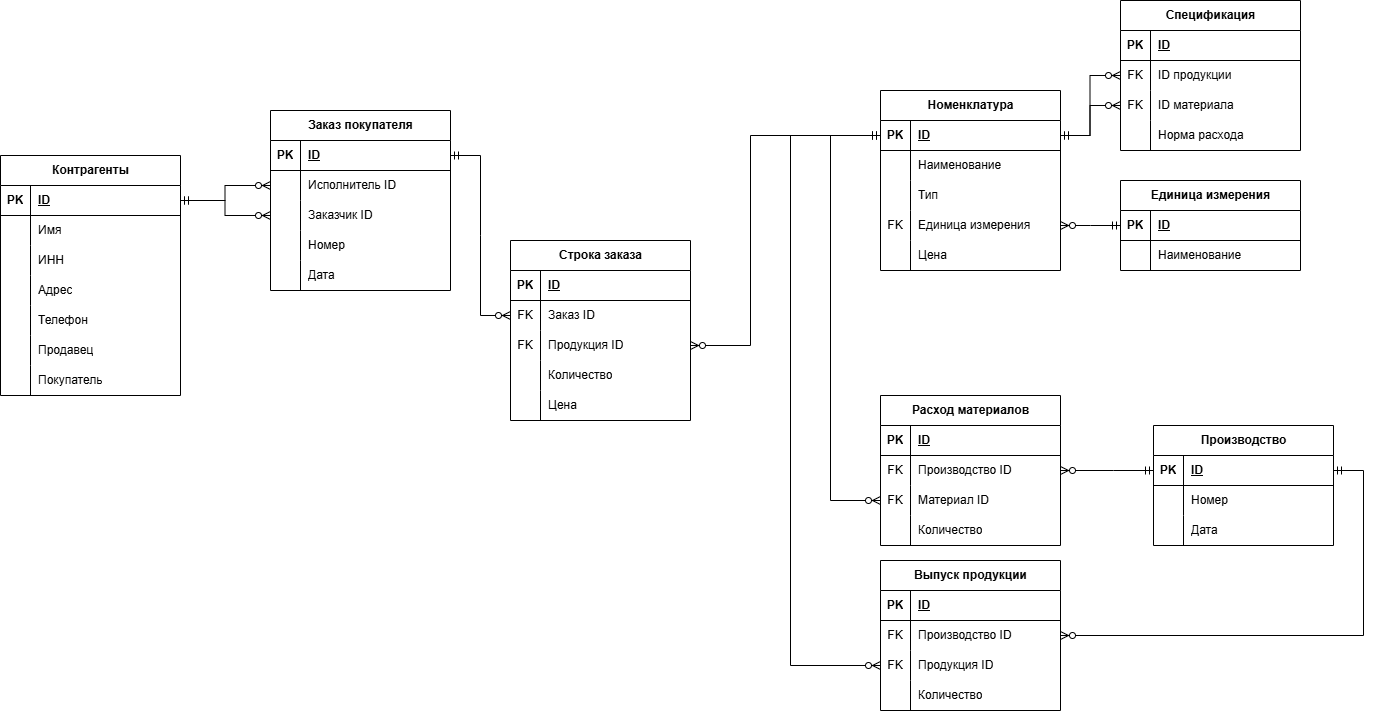 Контрагенты
PK ID
Имя
ИНН
Адрес
Телефон
Продавец
Покупатель
Заказ покупателя
PK ID
Исполнитель ID
Заказчик ID
Номер
Дата
Строка заказа
PK ID
FK Заказ ID
FK Продукция ID
Количество
Цена
Номенклатура
PK ID
Наименование
Тип
FK Единица измерения
Цена
Спецификация
PK ID
FK ID продукции
FK ID материала
Норма расхода
Единица измерения
PK ID
Наименование
Расход материалов
PK ID
FK Производство ID
FK Материал ID
Количество
Производство
PK ID
Номер
Дата
Выпуск продукции
PK ID
FK Производство ID
FK Продукция ID
Количество